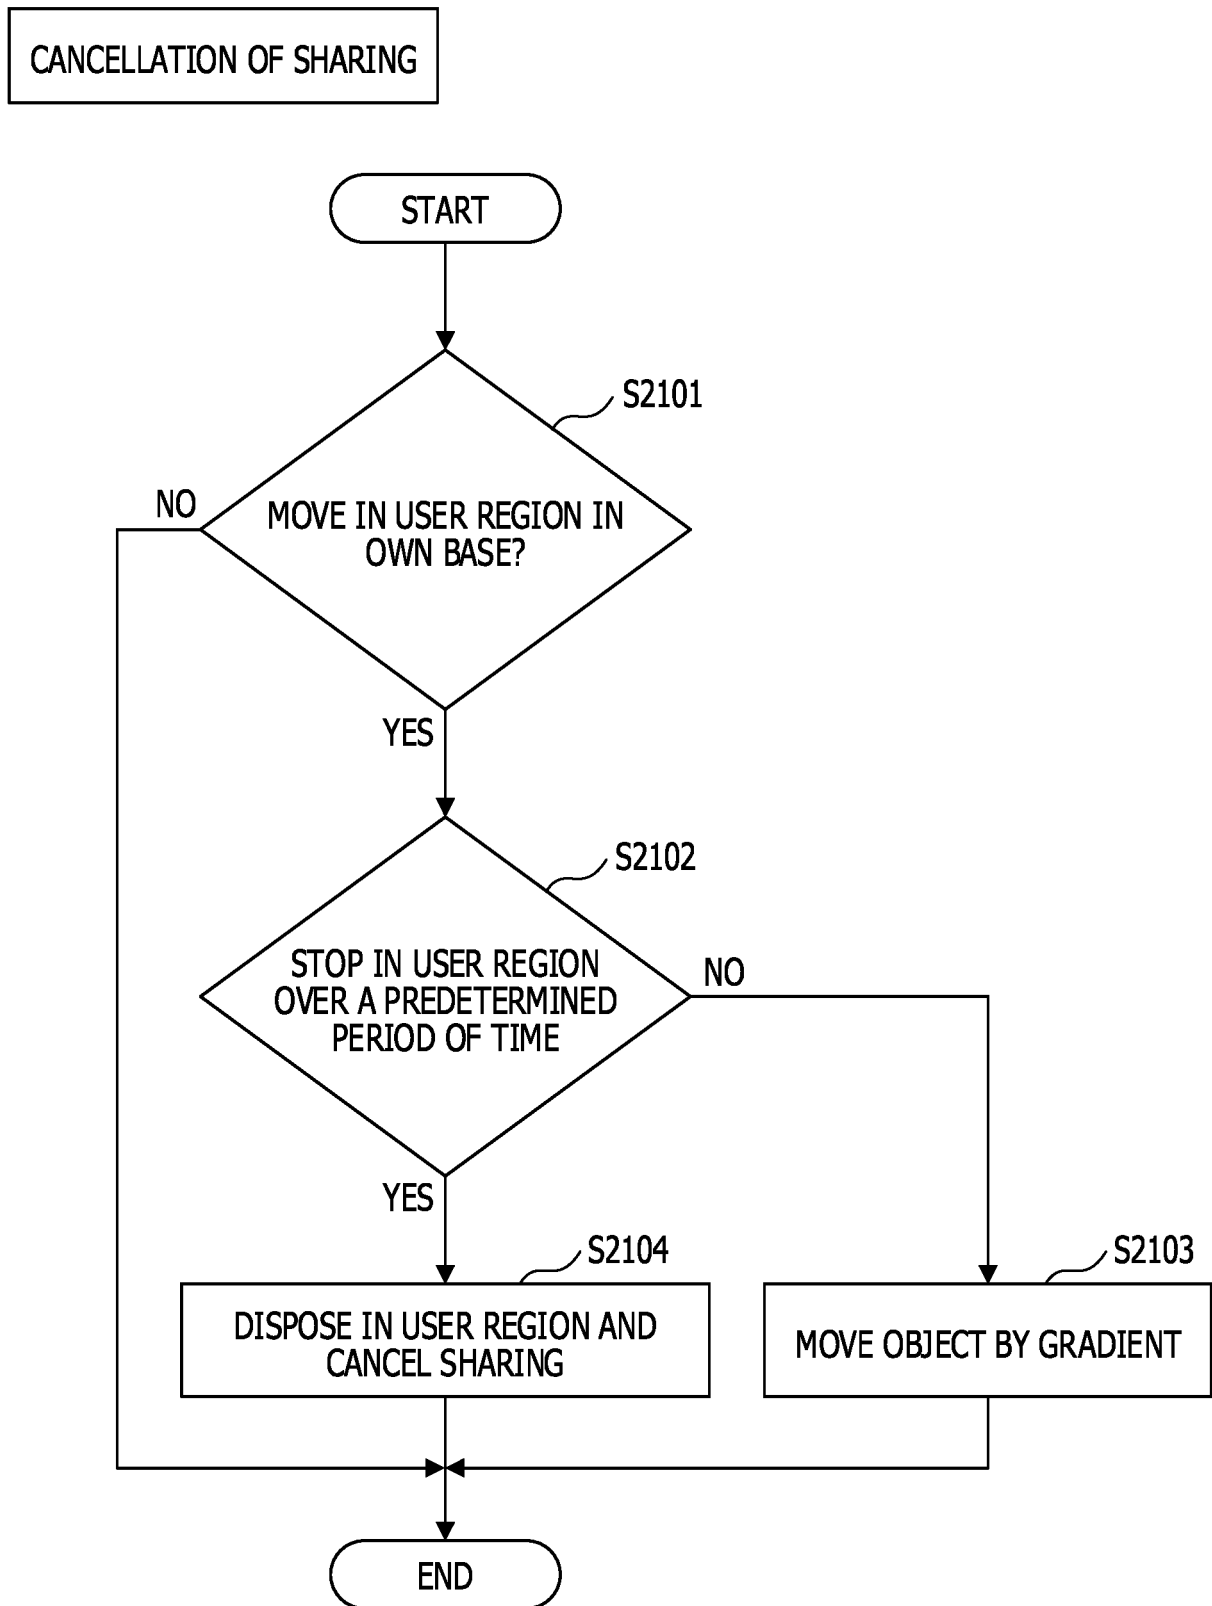 CANCELLATION OF SHARING
START
S2101
NO
MOVE IN USER REGION IN
OWN BASE?
YES
S2102
STOP IN USER REGION
OVER A PREDETERMINED
PERIOD OF TIME
NO
YES
S2104
S2103
DISPOSE IN USER REGION AND
CANCEL SHARING
MOVE OBJECT BY GRADIENT
END